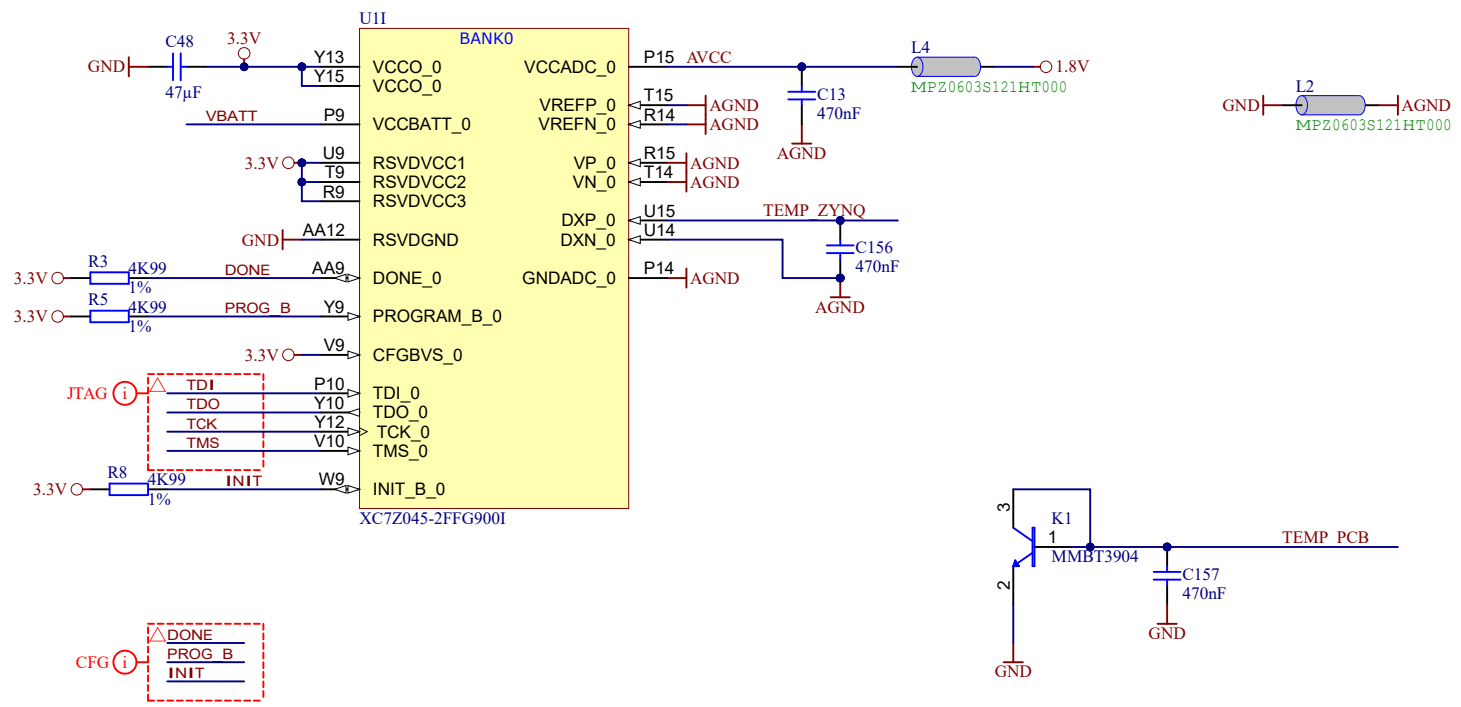 U1I
BANK0
C48
3.3V
GND
47µF
Y13
VCCO_0
Y15
VCCO_0
VBATT
P9
VCCBATT_0
3.3V
U9
RSVDVCC1
T9
RSVDVCC2
R9
RSVDVCC3
GND
AA12
RSVDGND
3.3V
R3
4K99
1%
DONE
AA9
DONE_0
3.3V
R5
4K99
1%
PROG_B
Y9
PROGRAM_B_0
3.3V
V9
CFGBVS_0
JTAG
i
TDI
P10
TDI_0
TDO
Y10
TDO_0
TCK
Y12
TCK_0
TMS
V10
TMS_0
3.3V
R8
4K99
1%
INIT
W9
INIT_B_0
XC7Z045-2FFG900I
VCCADC_0
P15
AVCC
L4
MPZ0603S121HT000
1.8V
C13
470nF
AGND
VREFP_0
T15
AGND
VREFN_0
R14
AGND
VP_0
R15
AGND
VN_0
T14
AGND
DXP_0
U15
TEMP_ZYNQ
DXN_0
U14
C156
470nF
AGND
GNDADC_0
P14
AGND
GND
L2
MPZ0603S121HT000
AGND
3
K1
1
MMBT3904
2
GND
TEMP_PCB
C157
470nF
GND
CFG
i
DONE
PROG_B
INIT